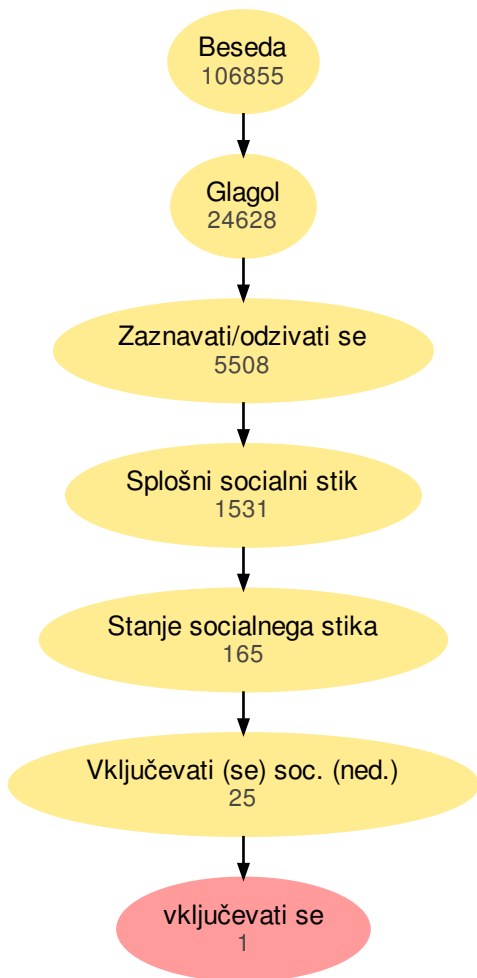 Beseda
106855
Glagol
24628
Zaznavati/odzivati se
5508
Splošni socialni stik
1531
Stanje socialnega stika
165
Vključevati (se) soc. (ned.)
25
vključevati se
1